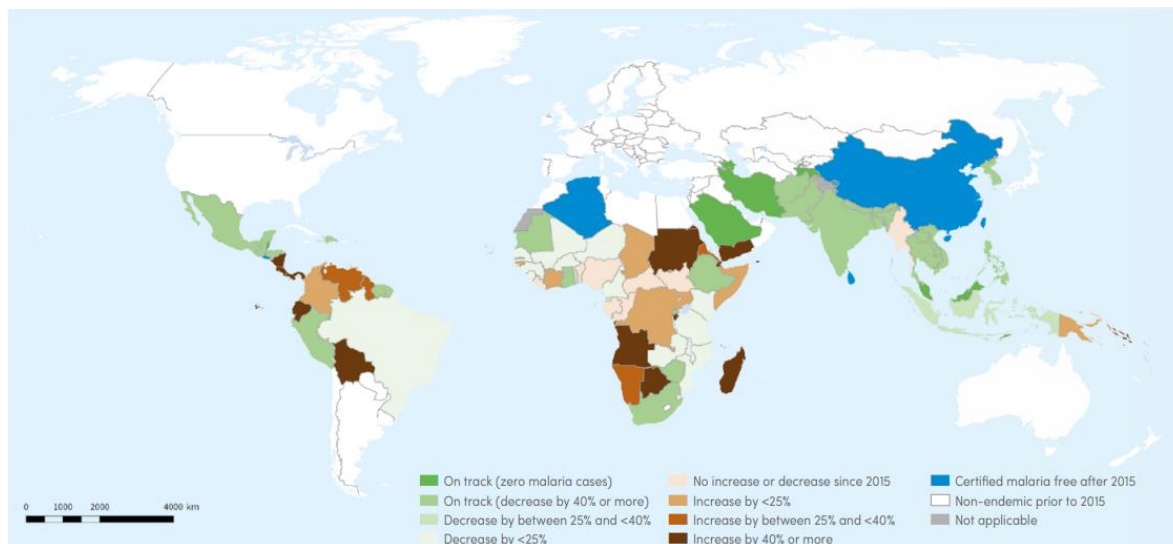 On track (zero malaria cases)
On track (decrease by 40% or more)
Decrease by between 25% and <40%
Decrease by <25%
No increase or decrease since 2015
Increase by <25%
Increase by between 25% and <40%
Increase by 40% or more
Certified malaria free after 2015
Non-endemic prior to 2015
Not applicable
0 1000 2000 4000 km